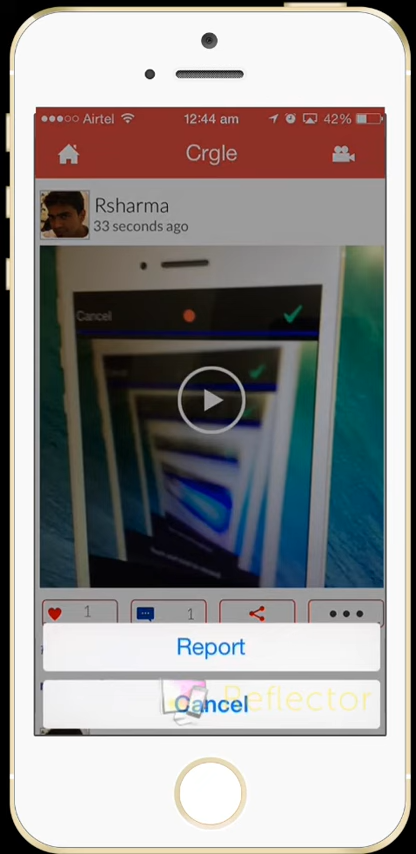 Airtel 12:44 am 42%
Crgle
Rsharma
33 seconds ago
Cancel
1 1
Report
Cancel
Reflector